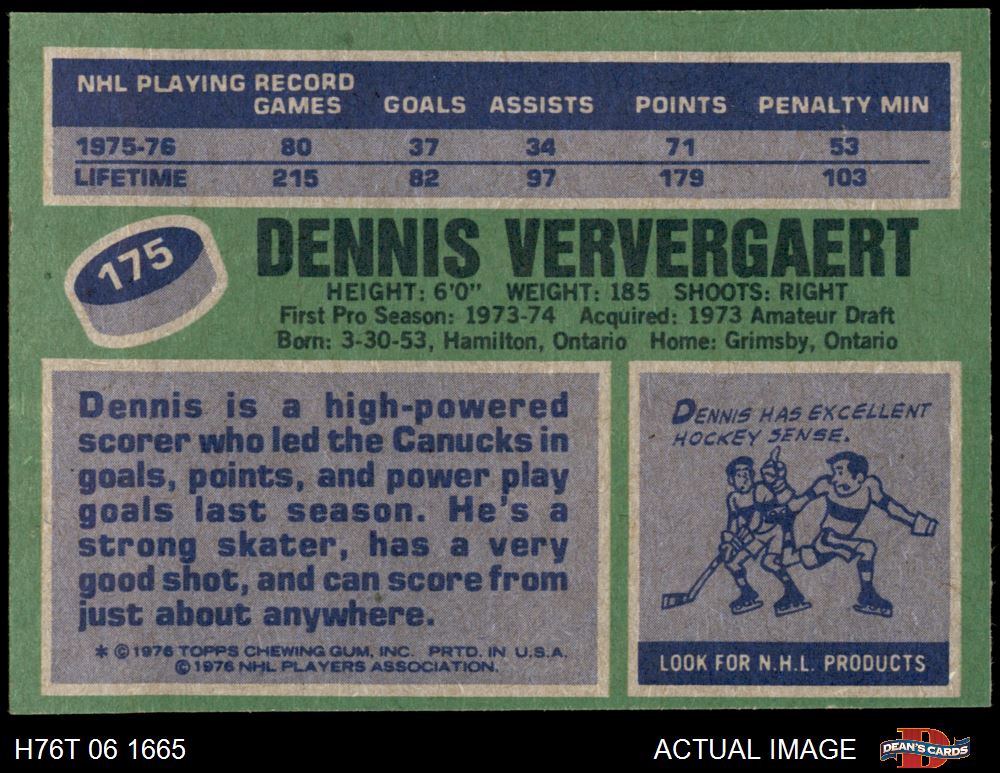 NHL PLAYING RECORD
GAMES GOALS ASSISTS POINTS PENALTY MIN
1975-76 80 37 34 71 53
LIFETIME 215 82 97 179 103
175
DENNIS VERVERGAERT
HEIGHT: 6'0" WEIGHT: 185 SHOOTS: RIGHT
First Pro Season: 1973-74 Acquired: 1973 Amateur Draft
Born: 3-30-53, Hamilton, Ontario Home: Grimsby, Ontario
Dennis is a high-powered
scorer who led the Canucks in
goals, points, and power play
goals last season. He's a
strong skater, has a very
good shot, and can score from
just about anywhere.
* © 1976 TOPPS CHEWING GUM, INC. PRTD. IN U.S.A.
© 1976 NHL PLAYERS ASSOCIATION.
DENNIS HAS EXCELLENT
HOCKEY SENSE.
LOOK FOR N.H.L. PRODUCTS
H76T 06 1665
ACTUAL IMAGE
D
DEAN'S CARDS